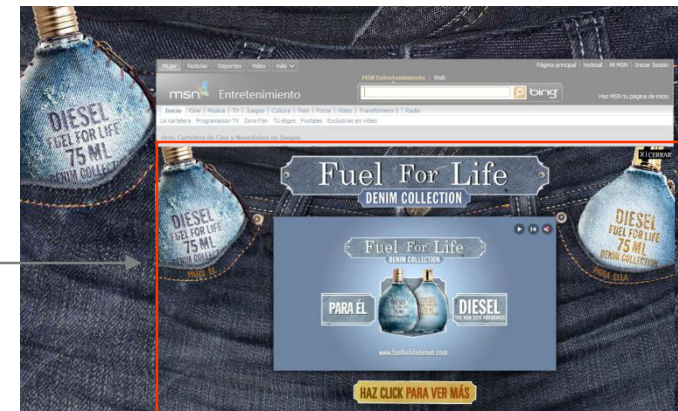 DIESEL
FUEL FOR LIFE
75 ML
DENIM COLLECTION
Mujer Noticias Deportes Video más
Página principal Hotmail Mi MSN Iniciar Sesión
msn Entretenimiento
MSN Entretenimiento Web
bing
Haz MSN tu página de inicio
Inicio Cine Música TV Juegos Cultura Test Foros Video Transformers 3 Radio
La cartelera Programación TV Zona Fan Tú eliges Postales Exclusivas en vídeo
Ocio, Cartelera de Cine y Novedades en Juegos
X CERRAR
Fuel For Life
DENIM COLLECTION
DIESEL
FUEL FOR LIFE
75 ML
DENIM COLLECTION
PARA ÉL
DIESEL
FUEL FOR LIFE
75 ML
DENIM COLLECTION
PARA ELLA
Fuel For Life
DENIM COLLECTION
PARA ÉL
DIESEL
www.fuelforlifedenim.com
HAZ CLICK PARA VER MÁS